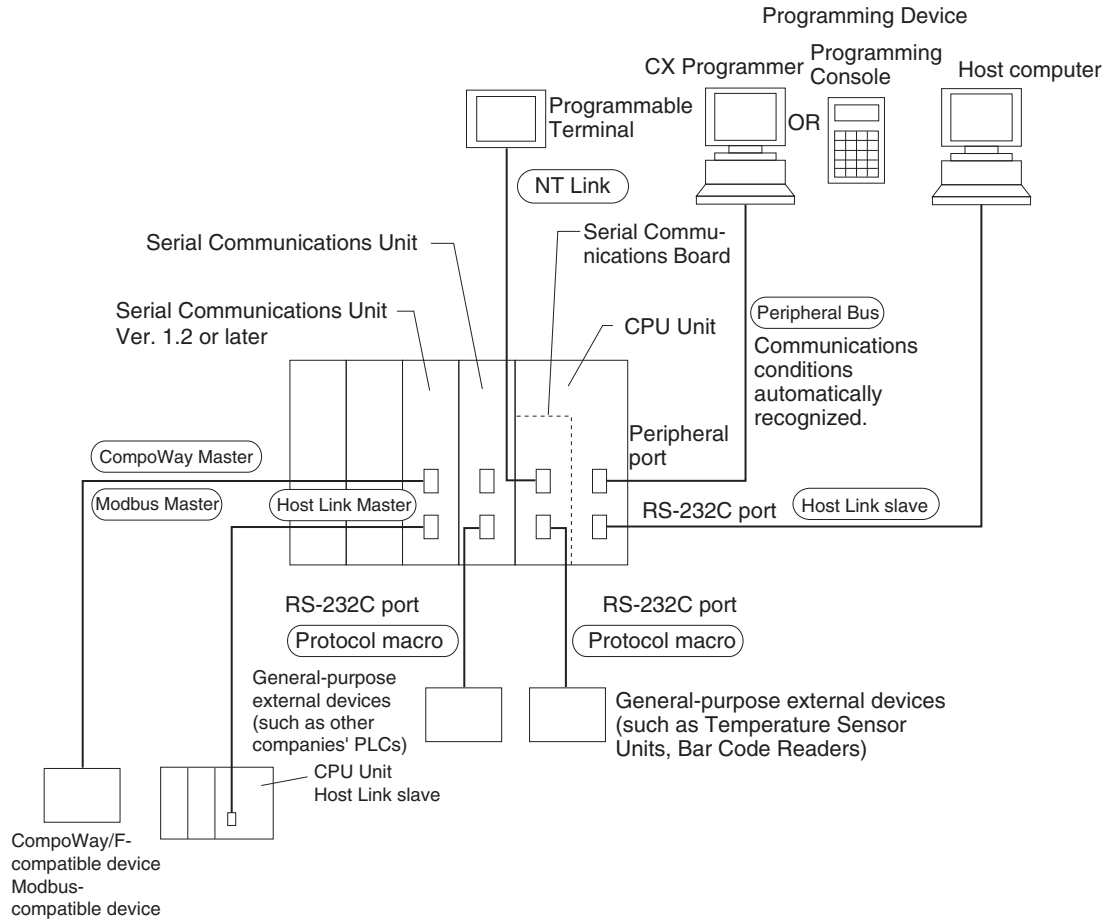 Programming Device
CX Programmer
OR
Programming
Console
Host computer
Programmable
Terminal
NT Link
Serial Communications Unit
Serial Commu-
nications Board
Serial Communications Unit
Ver. 1.2 or later
CPU Unit
Peripheral Bus
Communications
conditions
automatically
recognized.
Peripheral
port
CompoWay Master
Modbus Master
Host Link Master
RS-232C port
Host Link slave
RS-232C port
Protocol macro
RS-232C port
Protocol macro
General-purpose
external devices
(such as other
companies' PLCs)
General-purpose external devices
(such as Temperature Sensor
Units, Bar Code Readers)
CPU Unit
Host Link slave
CompoWay/F-
compatible device
Modbus-
compatible device